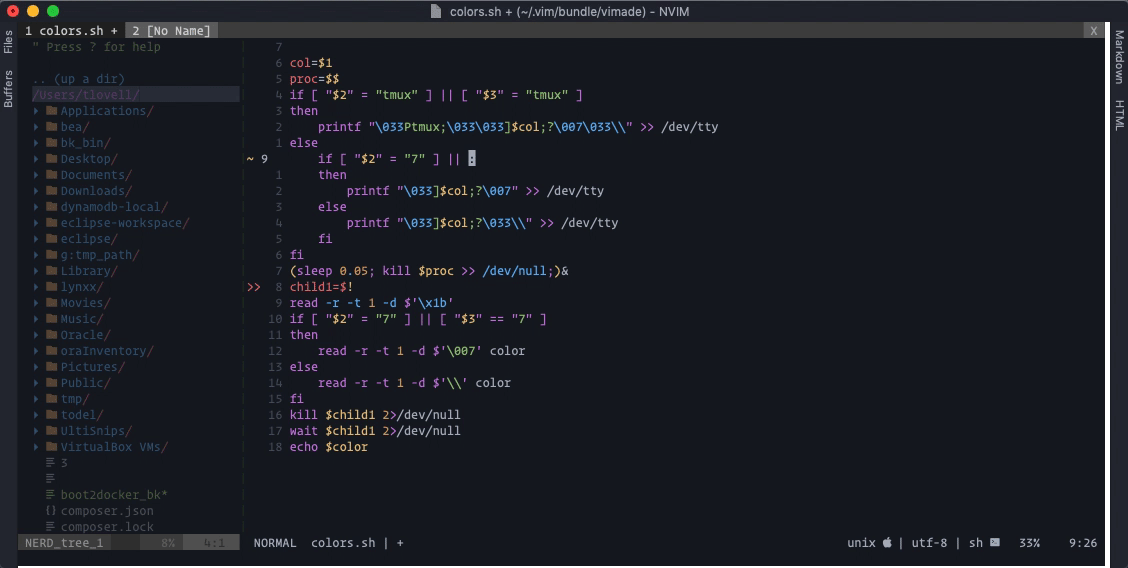 colors.sh + (~/.vim/bundle/vimade) - NVIM
1 colors.sh + 2 [No Name] X
Files
Buffers
" Press ? for help
.. (up a dir)
/Users/tlovell/
Applications/
bea/
bk_bin/
Desktop/
Documents/
Downloads/
dynamodb-local/
eclipse-workspace/
eclipse/
g:tmp_path/
Library/
lynxx/
Movies/
Music/
Oracle/
oraInventory/
Pictures/
Public/
tmp/
todel/
UltiSnips/
VirtualBox VMs/
3
boot2docker_bk*
{} composer.json
composer.lock
NERD_tree_1 8% 4:1
7
6 col=$1
5 proc=$$
4 if [ "$2" = "tmux" ] || [ "$3" = "tmux" ]
3 then
2     printf "\033Ptmux;\033\033]$col;?\007\033\\" >> /dev/tty
1 else
~ 9     if [ "$2" = "7" ] || :
1     then
2         printf "\033]$col;?\007" >> /dev/tty
3     else
4         printf "\033]$col;?\033\\" >> /dev/tty
5     fi
6 fi
7 (sleep 0.05; kill $proc >> /dev/null;)&
>> 8 child1=$!
9 read -r -t 1 -d $'\x1b'
10 if [ "$2" = "7" ] || [ "$3" == "7" ]
11 then
12     read -r -t 1 -d $'\007' color
13 else
14     read -r -t 1 -d $'\\' color
15 fi
16 kill $child1 2>/dev/null
17 wait $child1 2>/dev/null
18 echo $color
NORMAL colors.sh | +
unix | utf-8 | sh 33% 9:26
Markdown
HTML